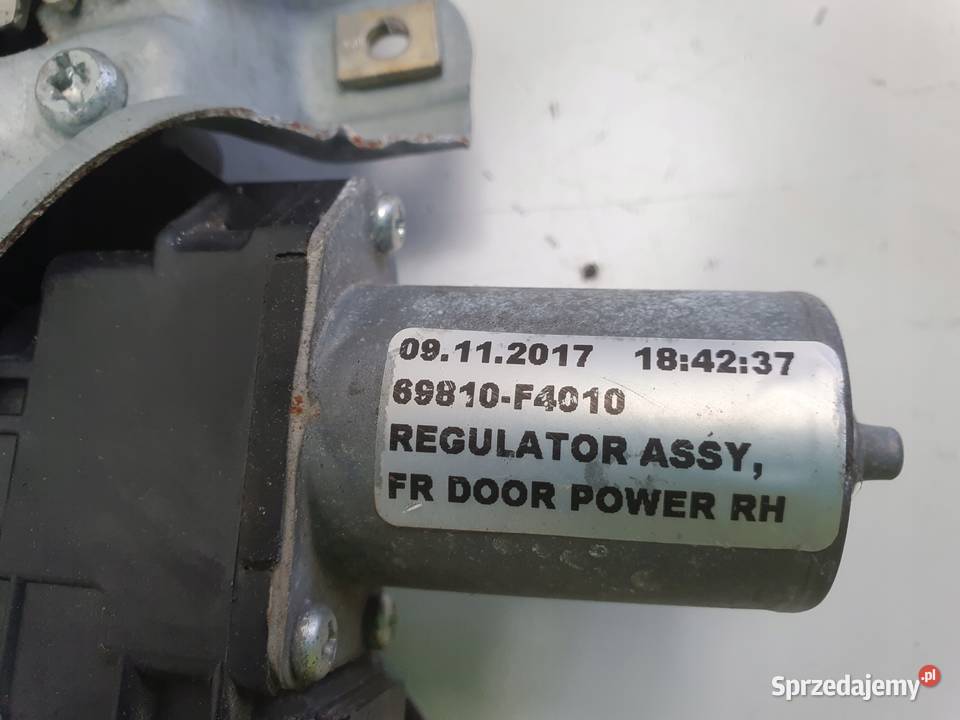 09.11.2017 18:42:37
69810-F4010
REGULATOR ASSY,
FR DOOR POWER RH
Sprzedajemy.pl